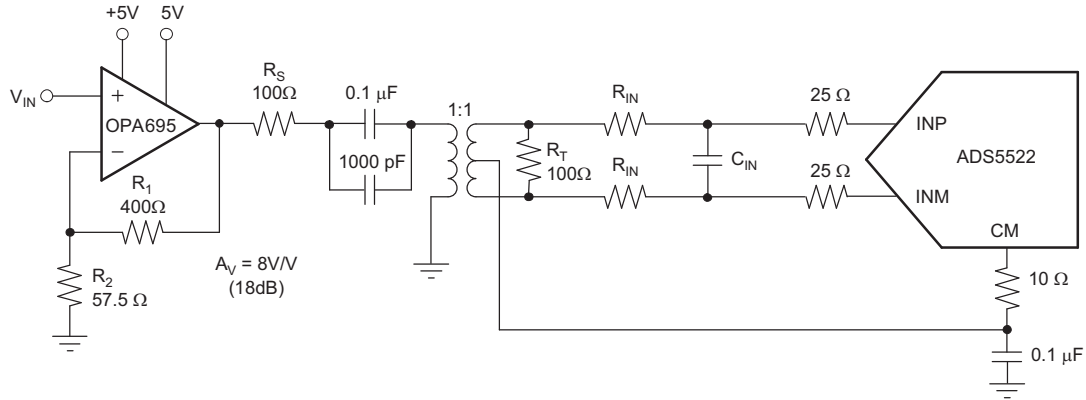 +5V 5V
V_IN
+
OPA695
−
R_S
100Ω
0.1 μF
1000 pF
1:1
R_T
100Ω
R_IN
R_IN
C_IN
25 Ω
25 Ω
INP
INM
ADS5522
CM
10 Ω
0.1 μF
R_1
400Ω
R_2
57.5 Ω
A_V = 8V/V
(18dB)